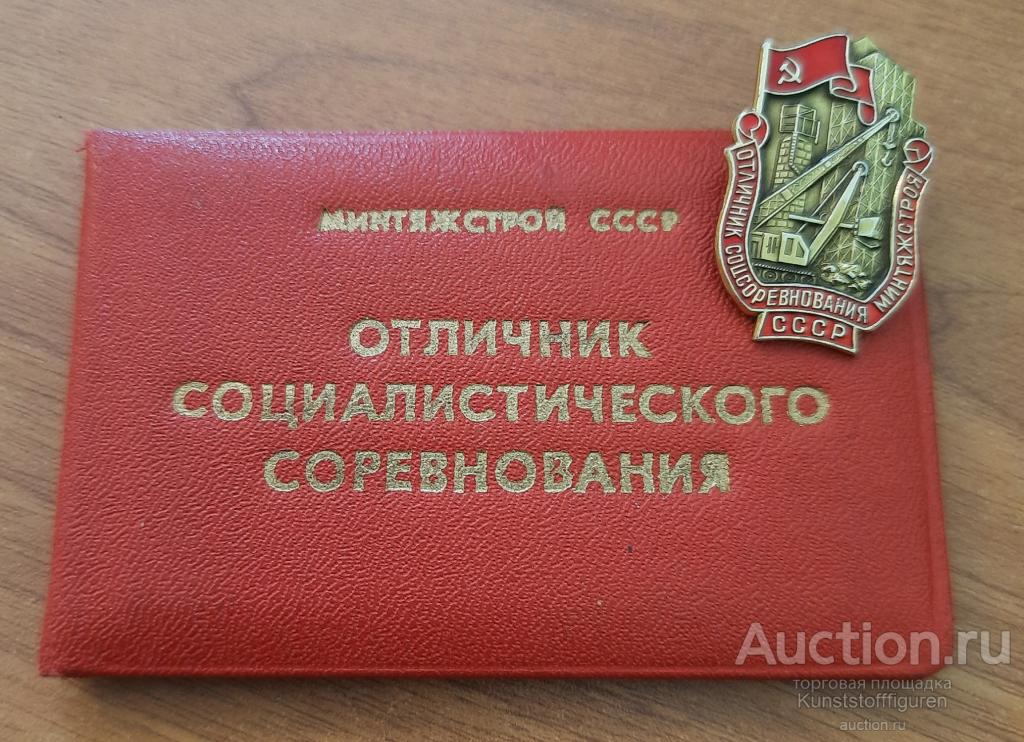 МИНТЯЖСТРОЙ СССР
ОТЛИЧНИК
СОЦИАЛИСТИЧЕСКОГО
СОРЕВНОВАНИЯ
ОТЛИЧНИК СОЦСОРЕВНОВАНИЯ МИНТЯЖСТРОЯ
СССР
Auction.ru
торговая площадка
Kunststofffiguren
auction.ru